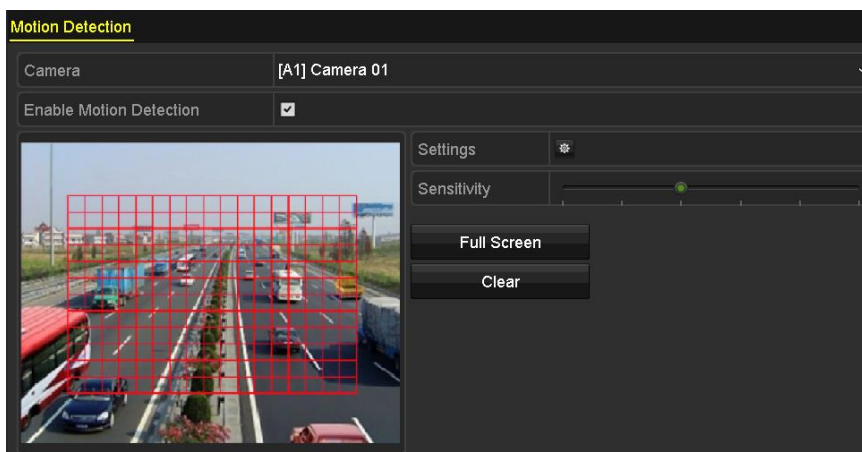 Motion Detection
Camera
[A1] Camera 01
Enable Motion Detection
Settings
Sensitivity
Full Screen
Clear